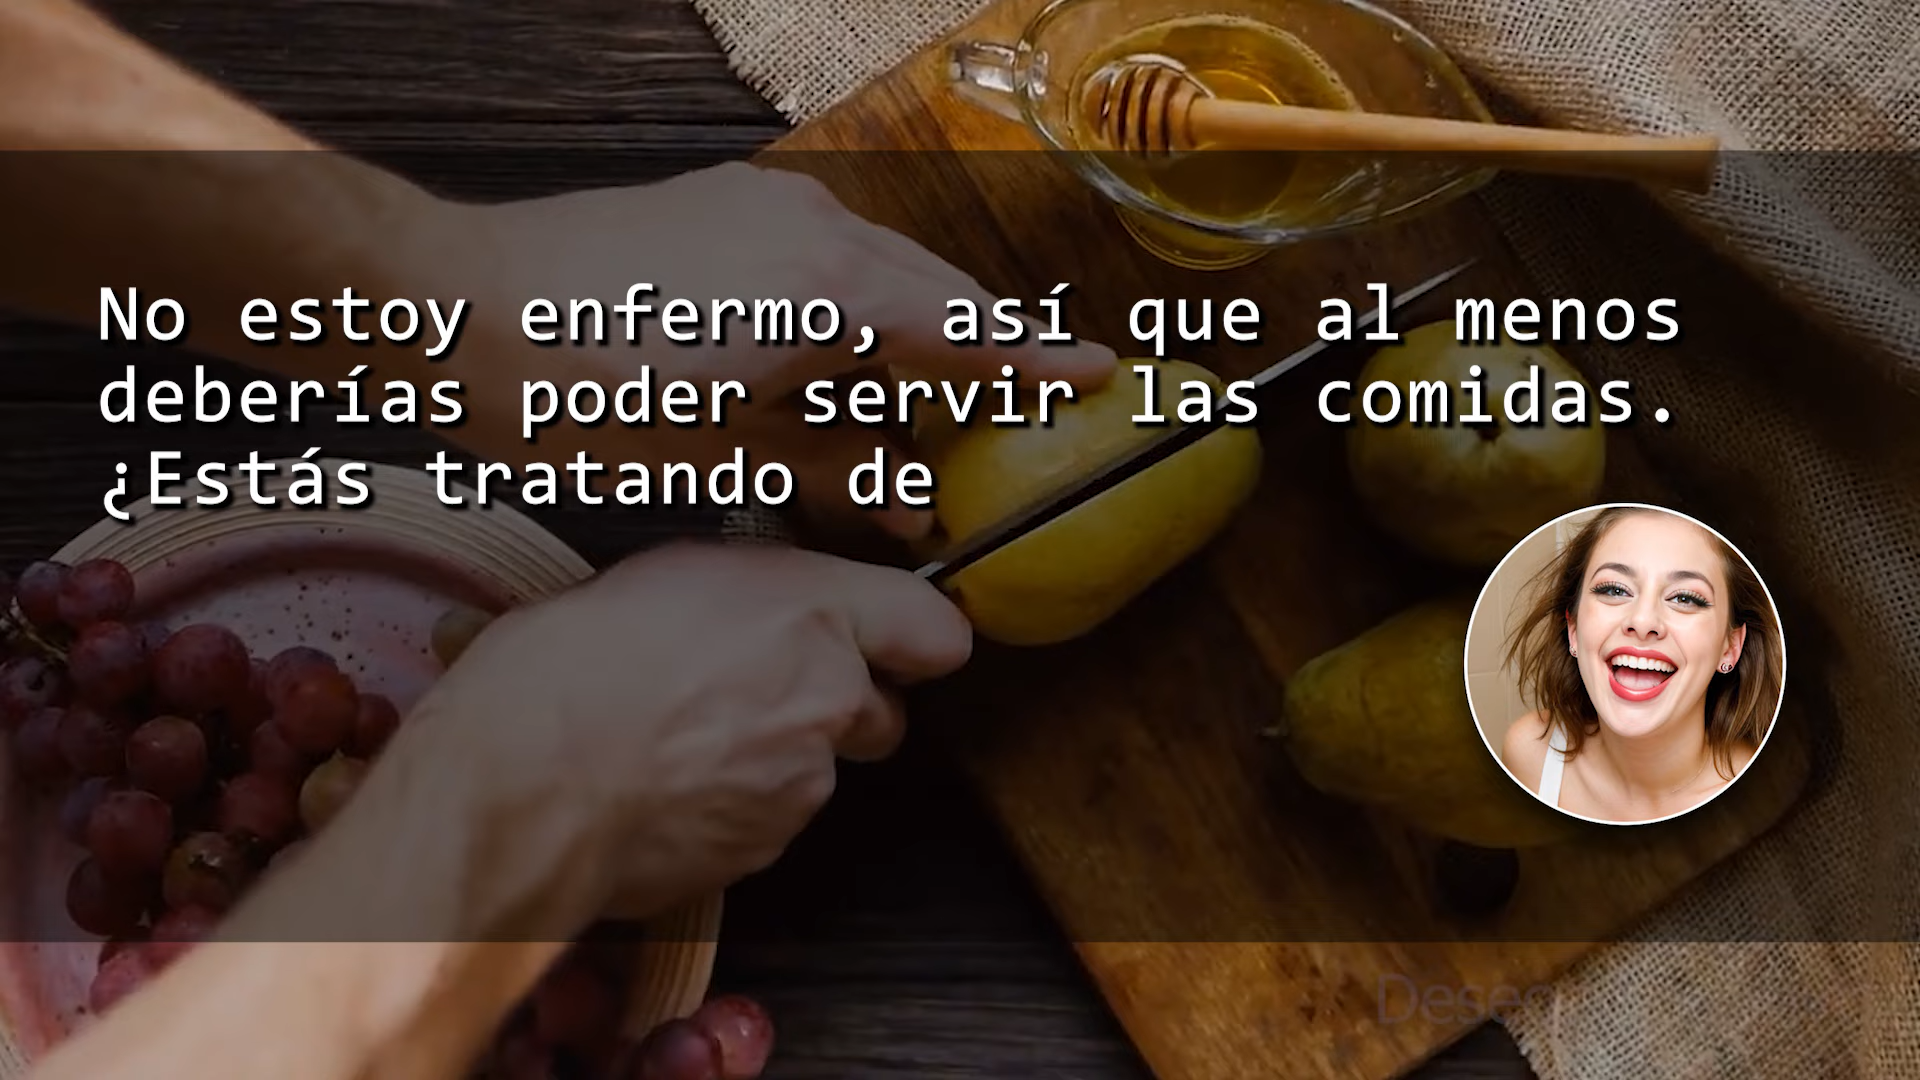 No estoy enfermo, así que al menos
deberías poder servir las comidas.
¿Estás tratando de